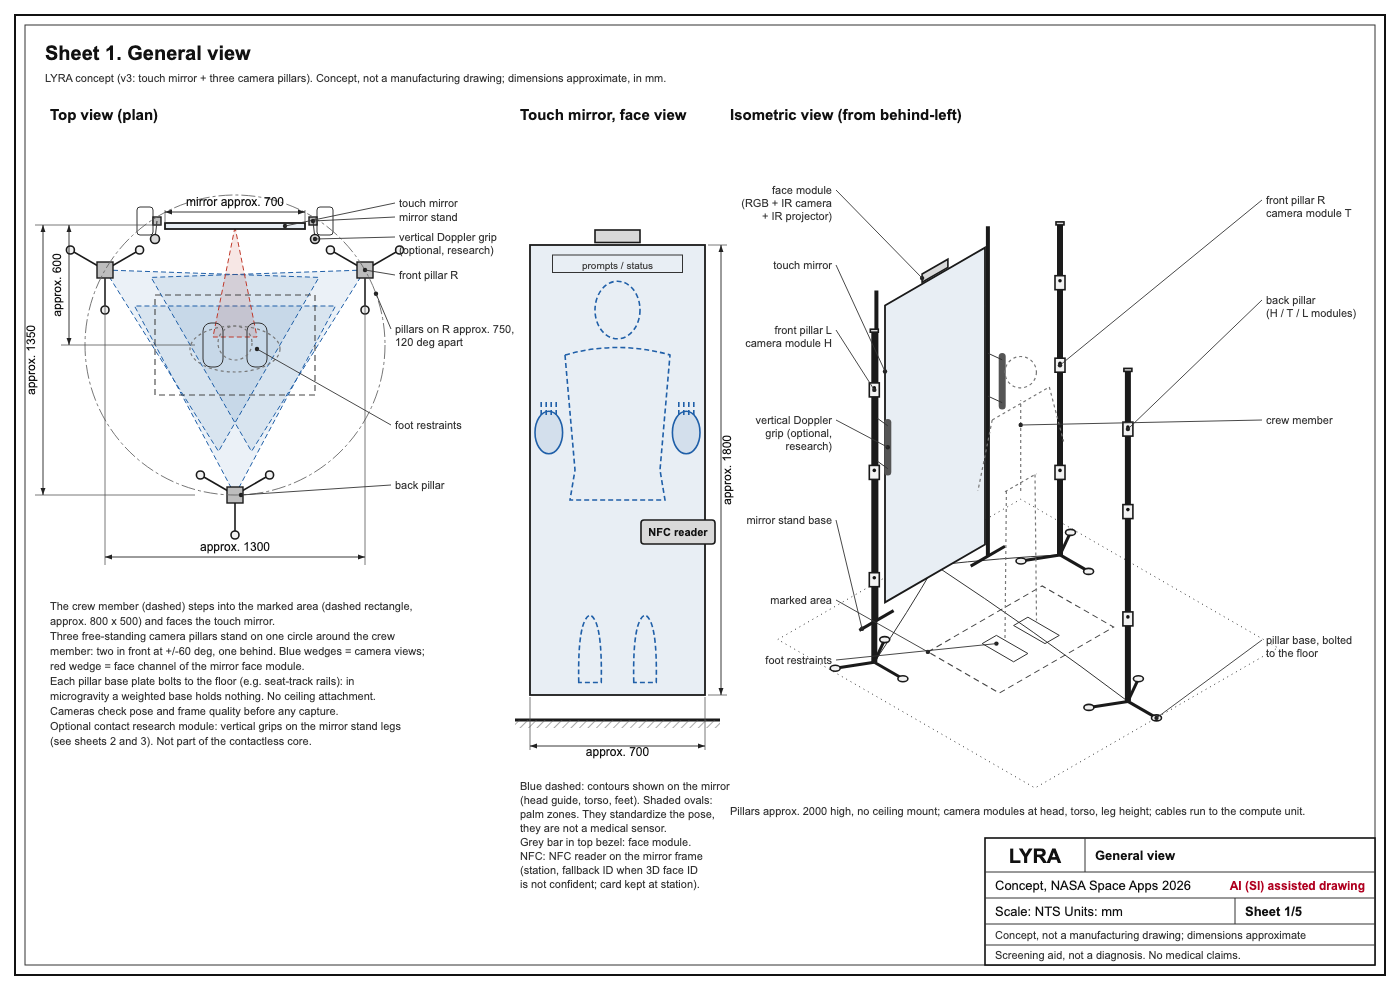 Sheet 1. General view
LYRA concept (v3: touch mirror + three camera pillars). Concept, not a manufacturing drawing; dimensions approximate, in mm.
Top view (plan)
mirror approx. 700
touch mirror
mirror stand
vertical Doppler grip
(optional, research)
front pillar R
pillars on R approx. 750,
120 deg apart
foot restraints
back pillar
approx. 600
approx. 1350
approx. 1300
The crew member (dashed) steps into the marked area (dashed rectangle,
approx. 800 x 500) and faces the touch mirror.
Three free-standing camera pillars stand on one circle around the crew
member: two in front at +/-60 deg, one behind. Blue wedges = camera views;
red wedge = face channel of the mirror face module.
Each pillar base plate bolts to the floor (e.g. seat-track rails): in
microgravity a weighted base holds nothing. No ceiling attachment.
Cameras check pose and frame quality before any capture.
Optional contact research module: vertical grips on the mirror stand legs
(see sheets 2 and 3). Not part of the contactless core.
Touch mirror, face view
prompts / status
NFC reader
approx. 1800
approx. 700
Blue dashed: contours shown on the mirror
(head guide, torso, feet). Shaded ovals:
palm zones. They standardize the pose,
they are not a medical sensor.
Grey bar in top bezel: face module.
NFC: NFC reader on the mirror frame
(station, fallback ID when 3D face ID
is not confident; card kept at station).
Isometric view (from behind-left)
face module
(RGB + IR camera
+ IR projector)
touch mirror
front pillar L
camera module H
vertical Doppler
grip (optional,
research)
mirror stand base
marked area
foot restraints
front pillar R
camera module T
back pillar
(H / T / L modules)
crew member
pillar base, bolted
to the floor
Pillars approx. 2000 high, no ceiling mount; camera modules at head, torso, leg height; cables run to the compute unit.
LYRA
General view
Concept, NASA Space Apps 2026
AI (SI) assisted drawing
Scale: NTS Units: mm
Sheet 1/5
Concept, not a manufacturing drawing; dimensions approximate
Screening aid, not a diagnosis. No medical claims.